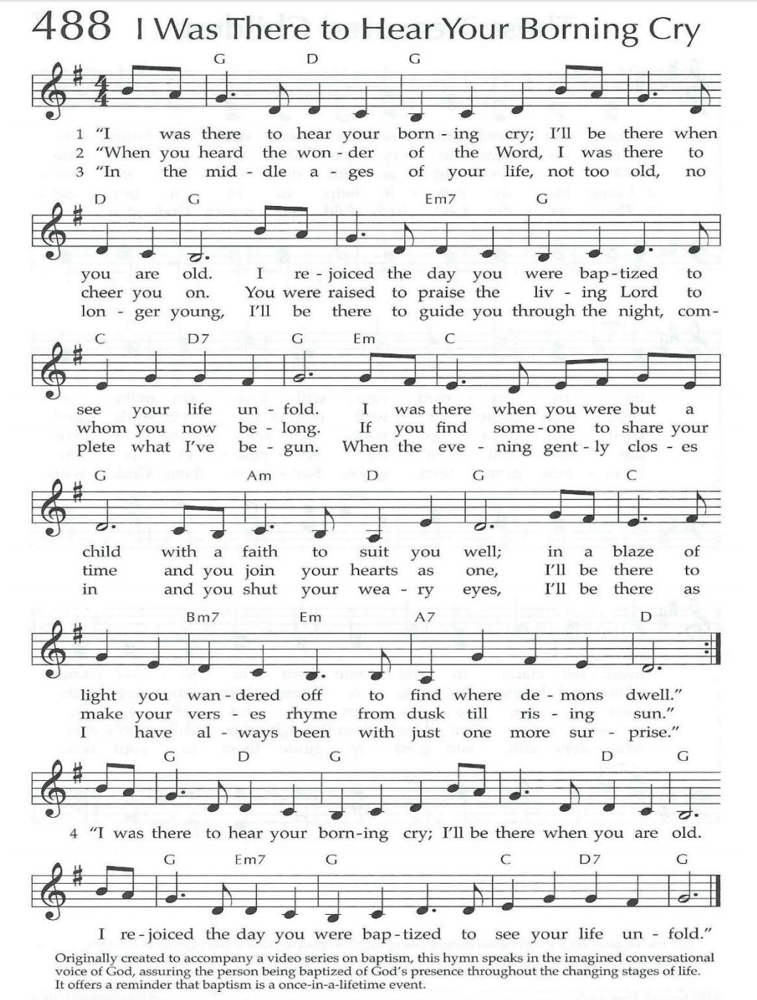 488 I Was There to Hear Your Borning Cry
G D G
4
4
1 “I was there to hear your born - ing cry; I’ll be there when
2 “When you heard the won - der of the Word, I was there to
3 “In the mid - dle a - ges of your life, not too old, no
D G Em7 G
you are old. I re - joiced the day you were bap - tized to
cheer you on. You were raised to praise the liv - ing Lord to
lon - ger young, I’ll be there to guide you through the night, com-
C D7 G Em C
see your life un - fold. I was there when you were but a
whom you now be - long. If you find some - one to share your
plete what I’ve be - gun. When the eve - ning gent - ly clos - es
G Am D G C
child with a faith to suit you well; in a blaze of
time and you join your hearts as one, I’ll be there to
in and you shut your wea - ry eyes, I’ll be there as
Bm7 Em A7 D
light you wan - dered off to find where de - mons dwell.”
make your vers - es rhyme from dusk till ris - ing sun.”
I have al - ways been with just one more sur - prise.”
G D G D G
4 “I was there to hear your born-ing cry; I’ll be there when you are old.
G Em7 G C D7 G
I re - joiced the day you were bap - tized to see your life un - fold.”
Originally created to accompany a video series on baptism, this hymn speaks in the imagined conversational
voice of God, assuring the person being baptized of God’s presence throughout the changing stages of life.
It offers a reminder that baptism is a once-in-a-lifetime event.